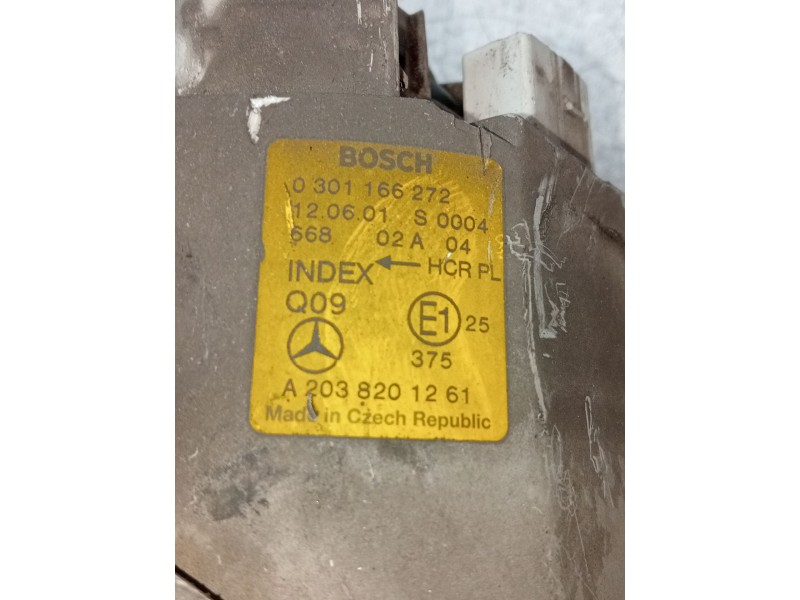 BOSCH
0 301 166 272
12.06.01 S 0004
668 02 A 04
INDEX ← HCR PL
Q09
E1 25
375
A 203 820 12 61
Made in Czech Republic